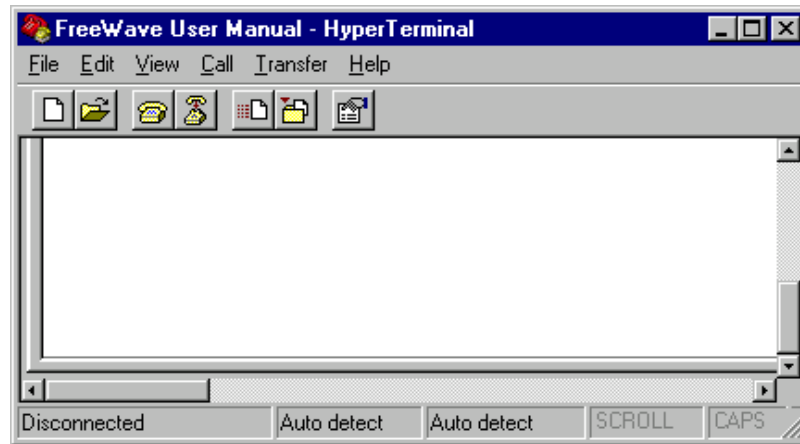 FreeWave User Manual - HyperTerminal
File Edit View Call Transfer Help
Disconnected Auto detect Auto detect SCROLL CAPS